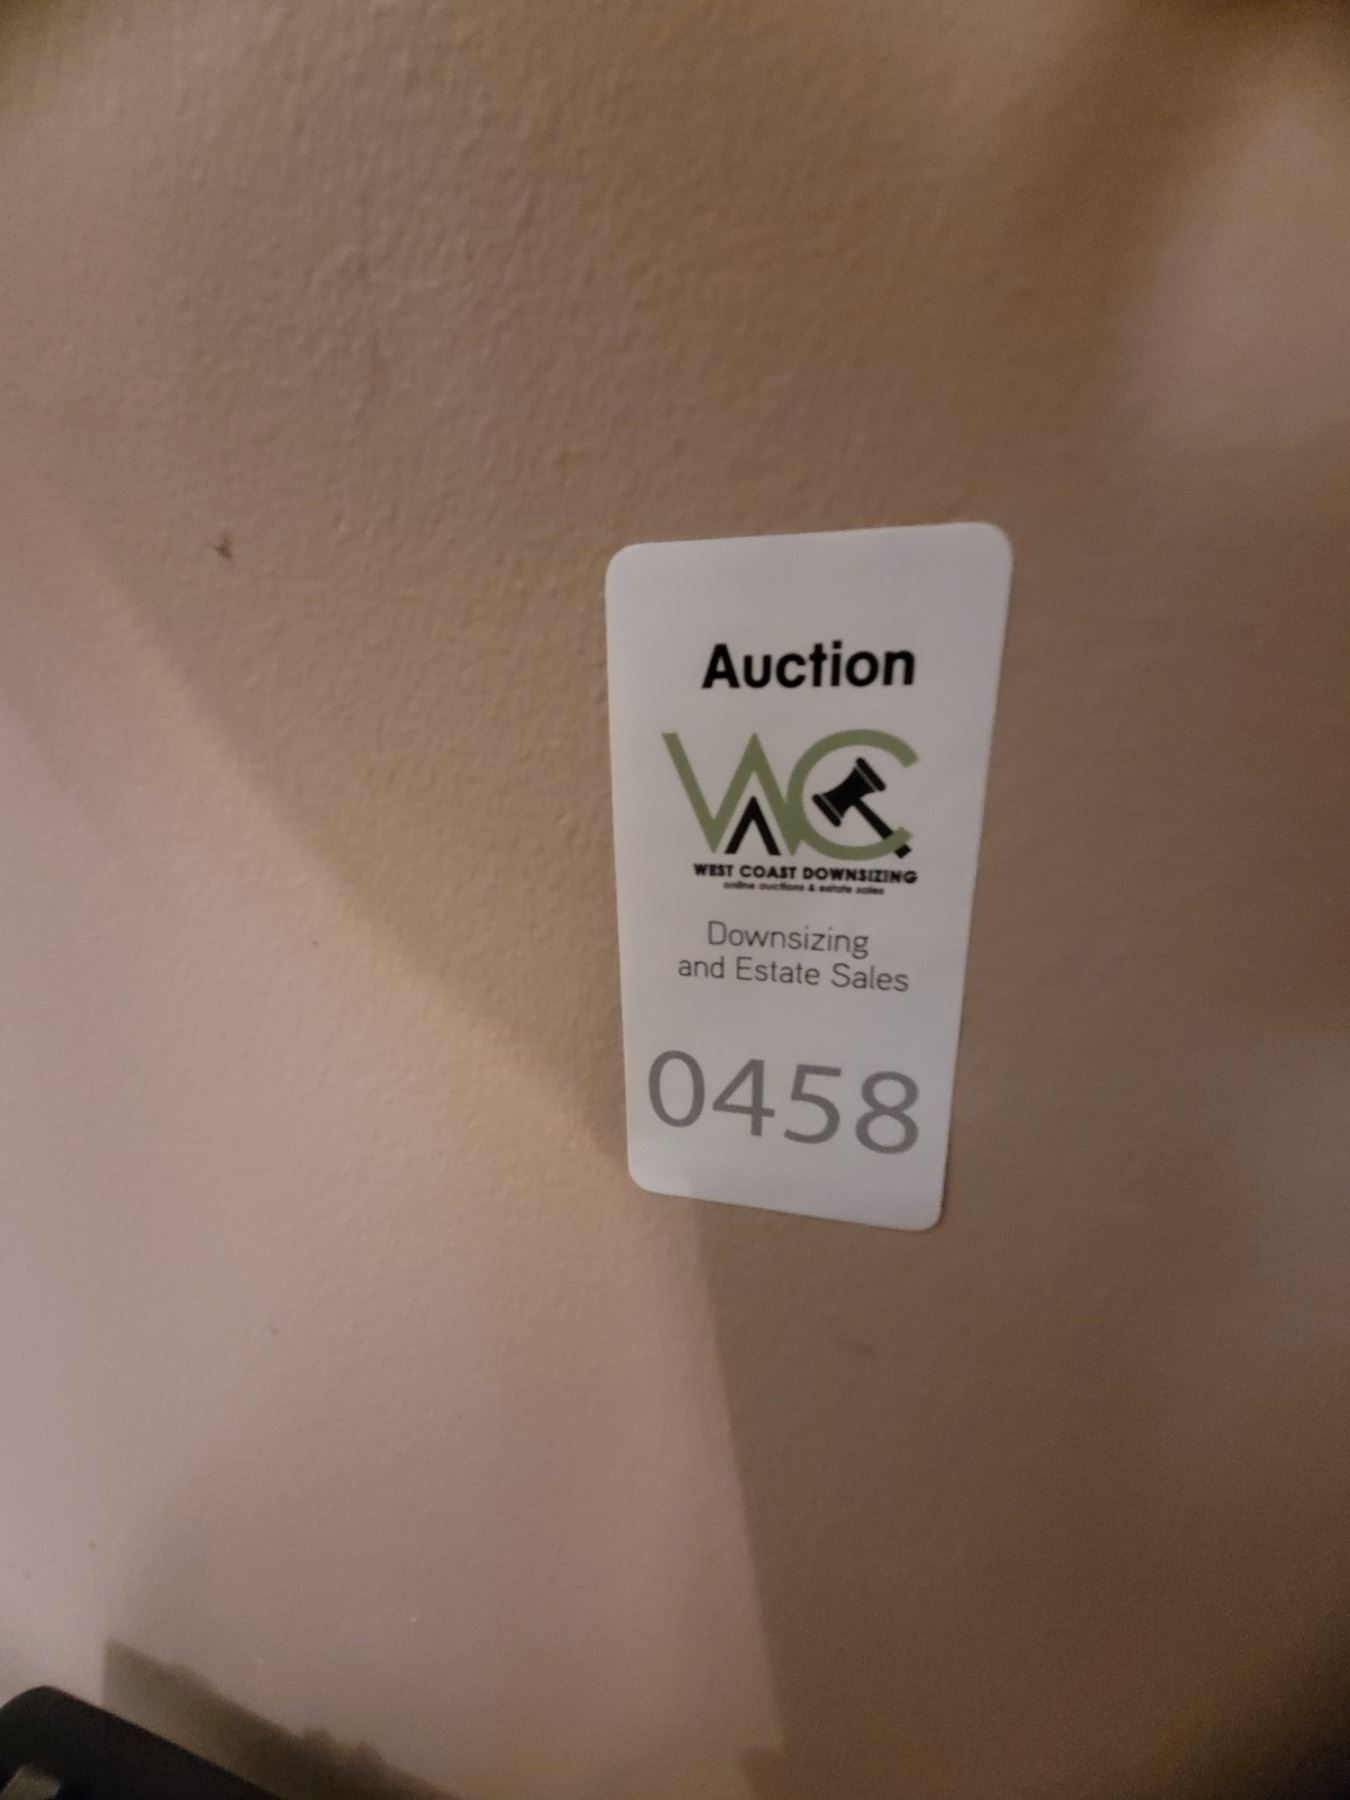 Auction
WC
WEST COAST DOWNSIZING
online auctions & estate sales
Downsizing
and Estate Sales
0458